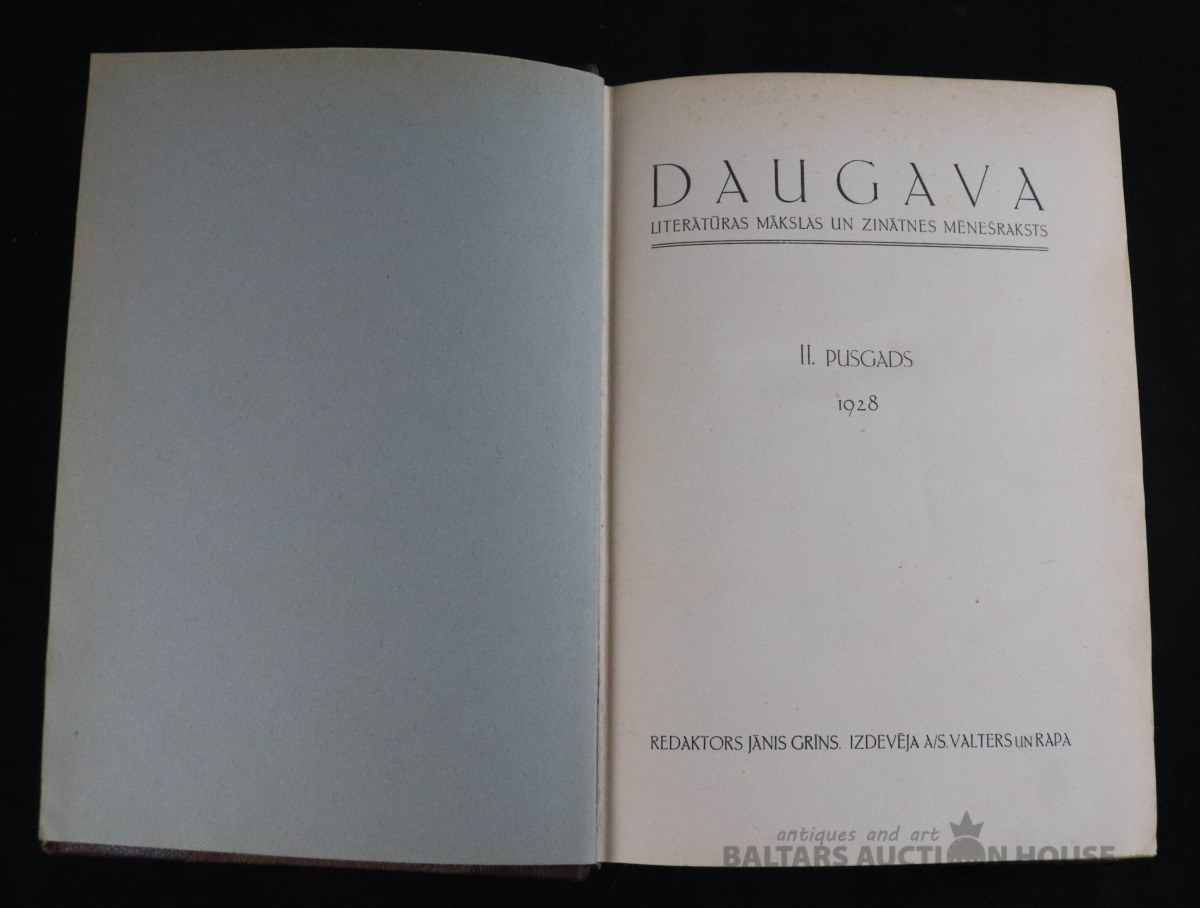 DAUGAVA
LITERĀTŪRAS MĀKSLAS UN ZINĀTNES MĒNEŠRAKSTS
II. PUSGADS
1928
REDAKTORS JĀNIS GRĪNS. IZDEVĒJA A/S. VALTERS UN RAPA
antiques and art
BALTARS AUCTION HOUSE